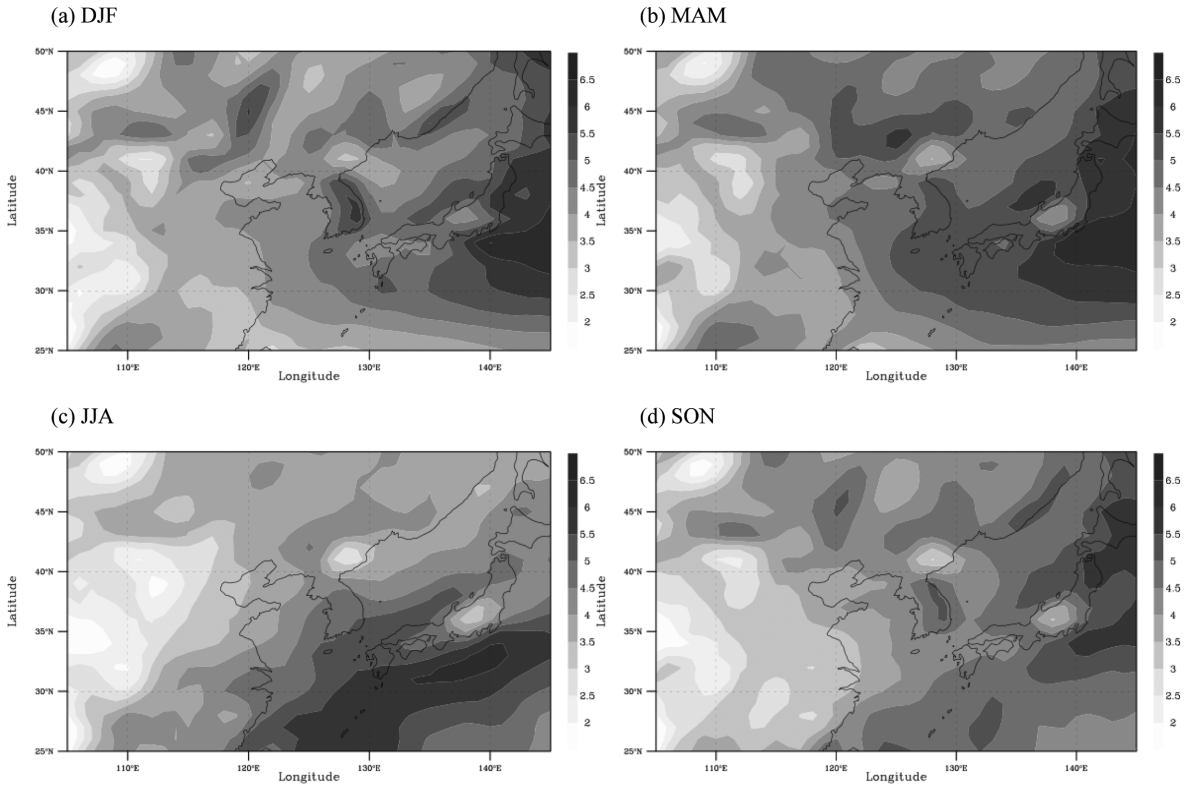 (a) DJF
50°N
45°N
40°N
35°N
30°N
25°N
Latitude
110°E
120°E
130°E
140°E
Longitude
6.5
6
5.5
5
4.5
4
3.5
3
2.5
2
(b) MAM
50°N
45°N
40°N
35°N
30°N
25°N
Latitude
110°E
120°E
130°E
140°E
Longitude
6.5
6
5.5
5
4.5
4
3.5
3
2.5
2
(c) JJA
50°N
45°N
40°N
35°N
30°N
25°N
Latitude
110°E
120°E
130°E
140°E
Longitude
6.5
6
5.5
5
4.5
4
3.5
3
2.5
2
(d) SON
50°N
45°N
40°N
35°N
30°N
25°N
Latitude
110°E
120°E
130°E
140°E
Longitude
6.5
6
5.5
5
4.5
4
3.5
3
2.5
2